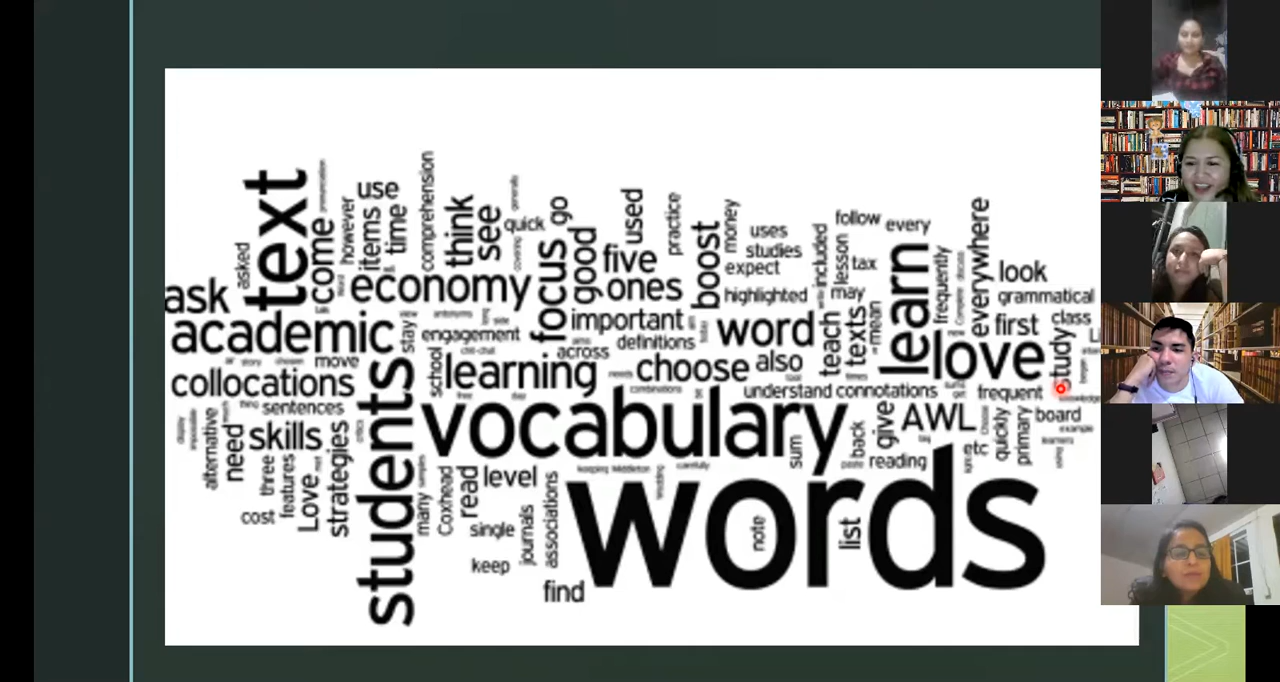 text
asked
ask
come
however
items
use
time
comprehension
think
see
quick
go
good
focus
economy
five
ones
used
practice
boost
money
uses
studies
expect
highlighted
included
lesson
follow
every
tax
may
mean
learn
frequently
everywhere
look
grammatical
class
first
study
love
academic
stay
engagement
important
definitions
word
teach
texts
across
move
collocations
school
learning
choose
also
understand
connotations
frequent
sentences
students
vocabulary
sum
back
give
AWL
etc
quickly
primary
board
example
alternative
need
skills
three
features
Love
strategies
cost
many
Coxhead
read
level
reading
single
journals
associations
keep
find
words
note
list